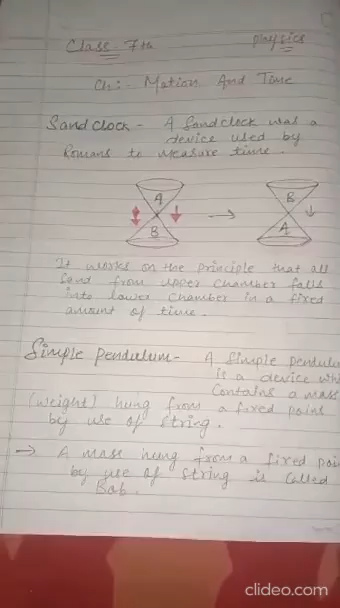 Class - 7th physics
Ch:- Motion And Time
Sand clock - A Sand clock was a
device used by
Romans to measure time.
A B
B A
It works on the principle that all
Sand from upper chamber falls
into lower chamber in a fixed
amount of time.
Simple pendulum - A Simple pendulu
is a device whi
Contains a mass
(weight) hung from a fixed point
by use of string.
→ A mass hung from a fixed poi
by use of string is called
Bob.
clideo.com